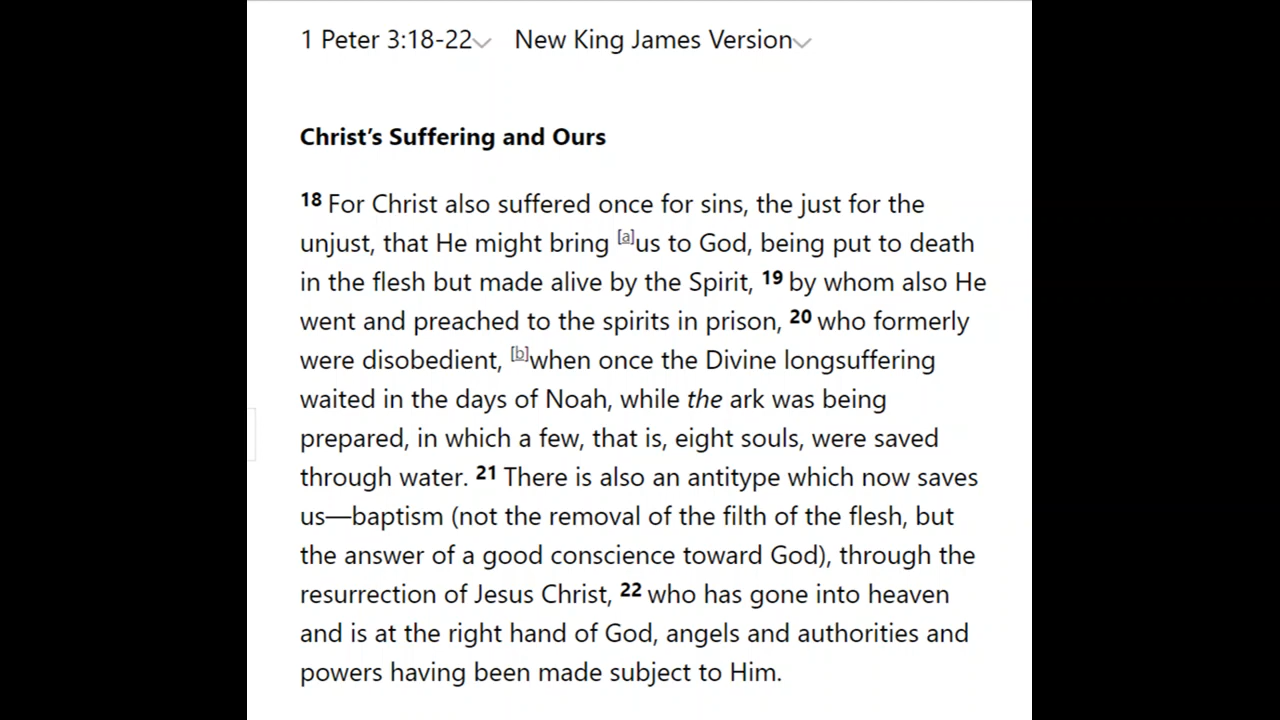 1 Peter 3:18-22 New King James Version
Christ’s Suffering and Ours
18 For Christ also suffered once for sins, the just for the
unjust, that He might bring [a]us to God, being put to death
in the flesh but made alive by the Spirit, 19 by whom also He
went and preached to the spirits in prison, 20 who formerly
were disobedient, [b]when once the Divine longsuffering
waited in the days of Noah, while the ark was being
prepared, in which a few, that is, eight souls, were saved
through water. 21 There is also an antitype which now saves
us—baptism (not the removal of the filth of the flesh, but
the answer of a good conscience toward God), through the
resurrection of Jesus Christ, 22 who has gone into heaven
and is at the right hand of God, angels and authorities and
powers having been made subject to Him.